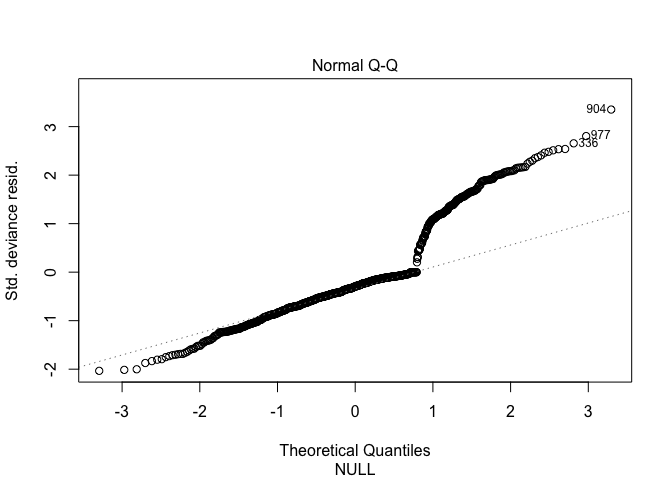 Normal Q-Q
904
977
336
Std. deviance resid.
3
2
1
0
-1
-2
-3 -2 -1 0 1 2 3
Theoretical Quantiles
NULL